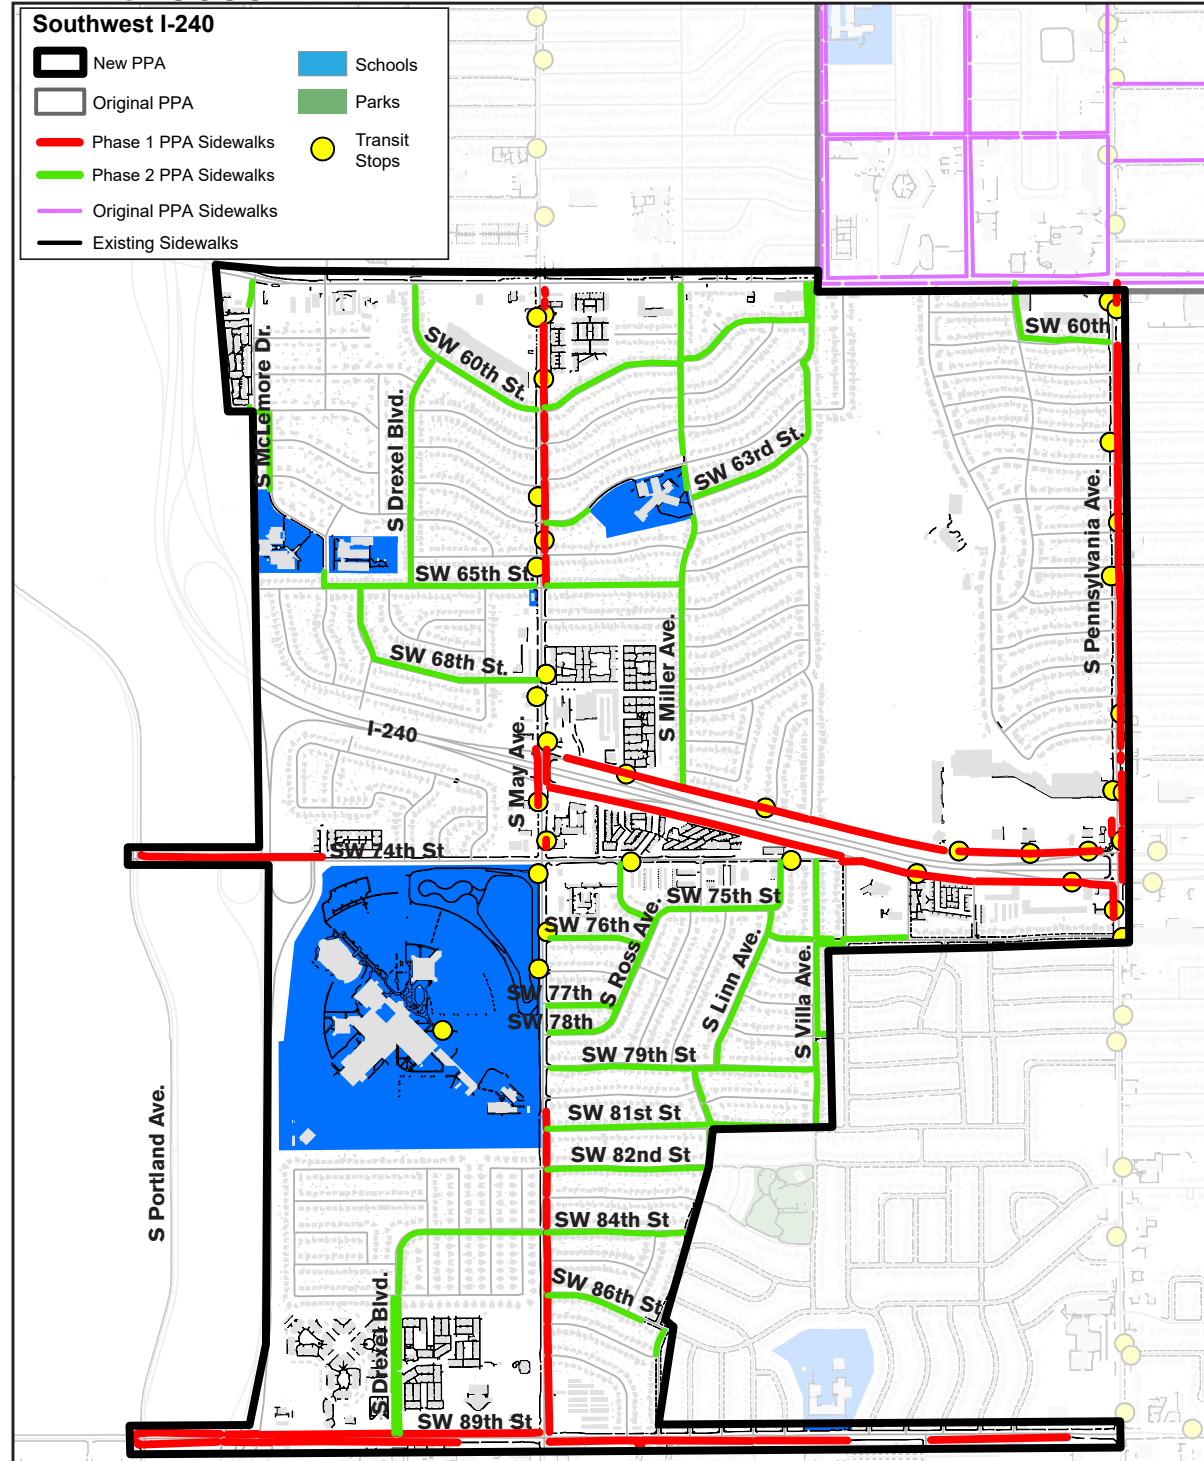 Southwest I-240
New PPA
Original PPA
Phase 1 PPA Sidewalks
Phase 2 PPA Sidewalks
Original PPA Sidewalks
Existing Sidewalks
Schools
Parks
Transit
Stops
SW 60th
SW 60th St.
S McLemore Dr.
S Drexel Blvd.
SW 63rd St.
S Pennsylvania Ave.
SW 65th St.
SW 68th St.
S Miller Ave.
I-240
S May Ave.
SW 74th St
SW 75th St
SW 76th
S Ross Ave.
S Linn Ave.
S Villa Ave.
SW 77th
SW 78th
SW 79th St
SW 81st St
SW 82nd St
S Portland Ave.
SW 84th St
SW 86th St
S Drexel Blvd.
SW 89th St